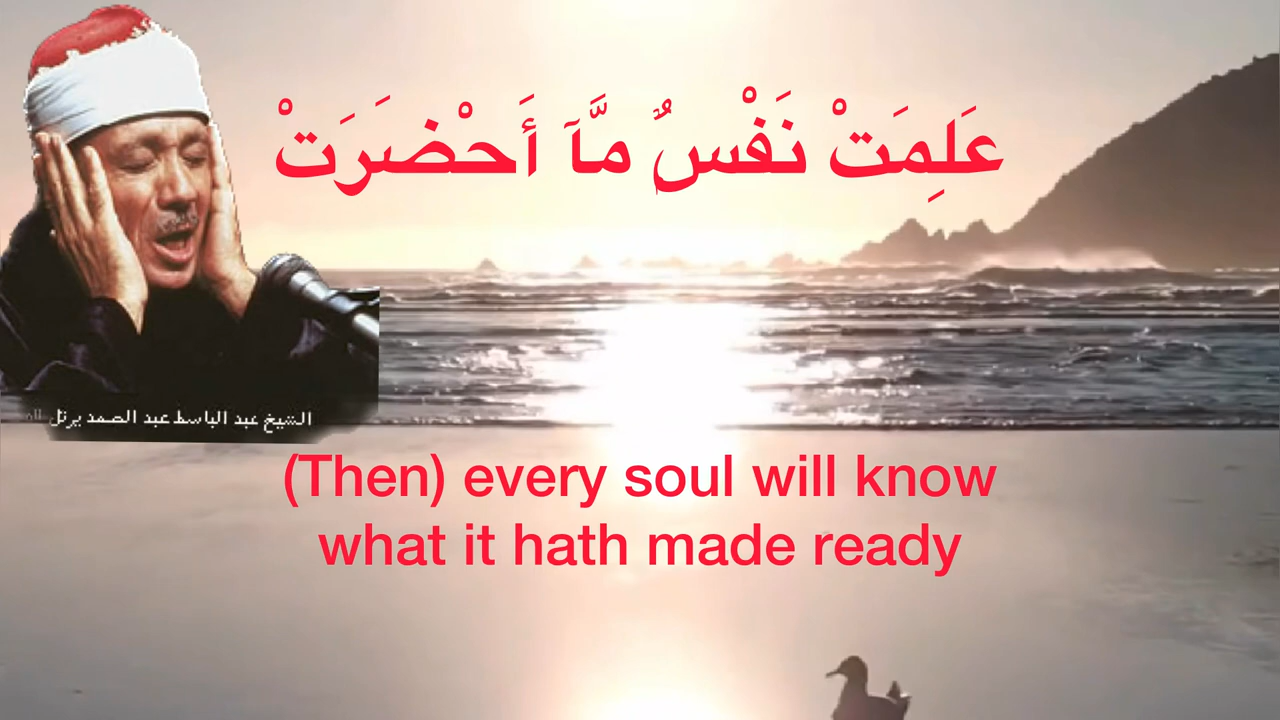 عَلِمَتْ نَفْسٌ مَّآ أَحْضَرَتْ
الشيخ عبد الباسط عبد الصمد يرتل
(Then) every soul will know
what it hath made ready